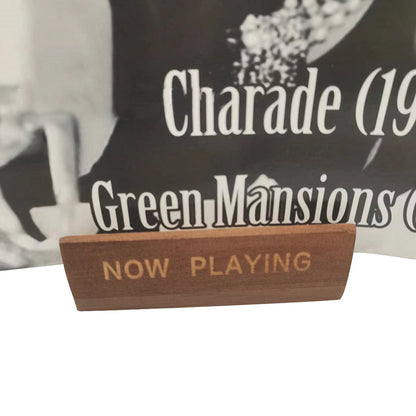 Charade (19
Green Mansions (
NOW PLAYING